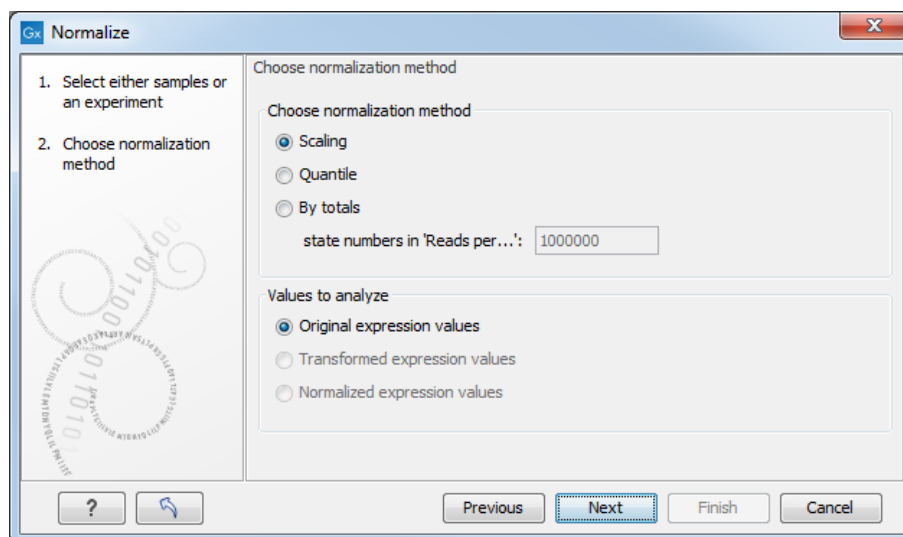 Gx Normalize
1. Select either samples or
an experiment
2. Choose normalization
method
Choose normalization method
Choose normalization method
Scaling
Quantile
By totals
state numbers in 'Reads per...': 1000000
Values to analyze
Original expression values
Transformed expression values
Normalized expression values
?
Previous
Next
Finish
Cancel